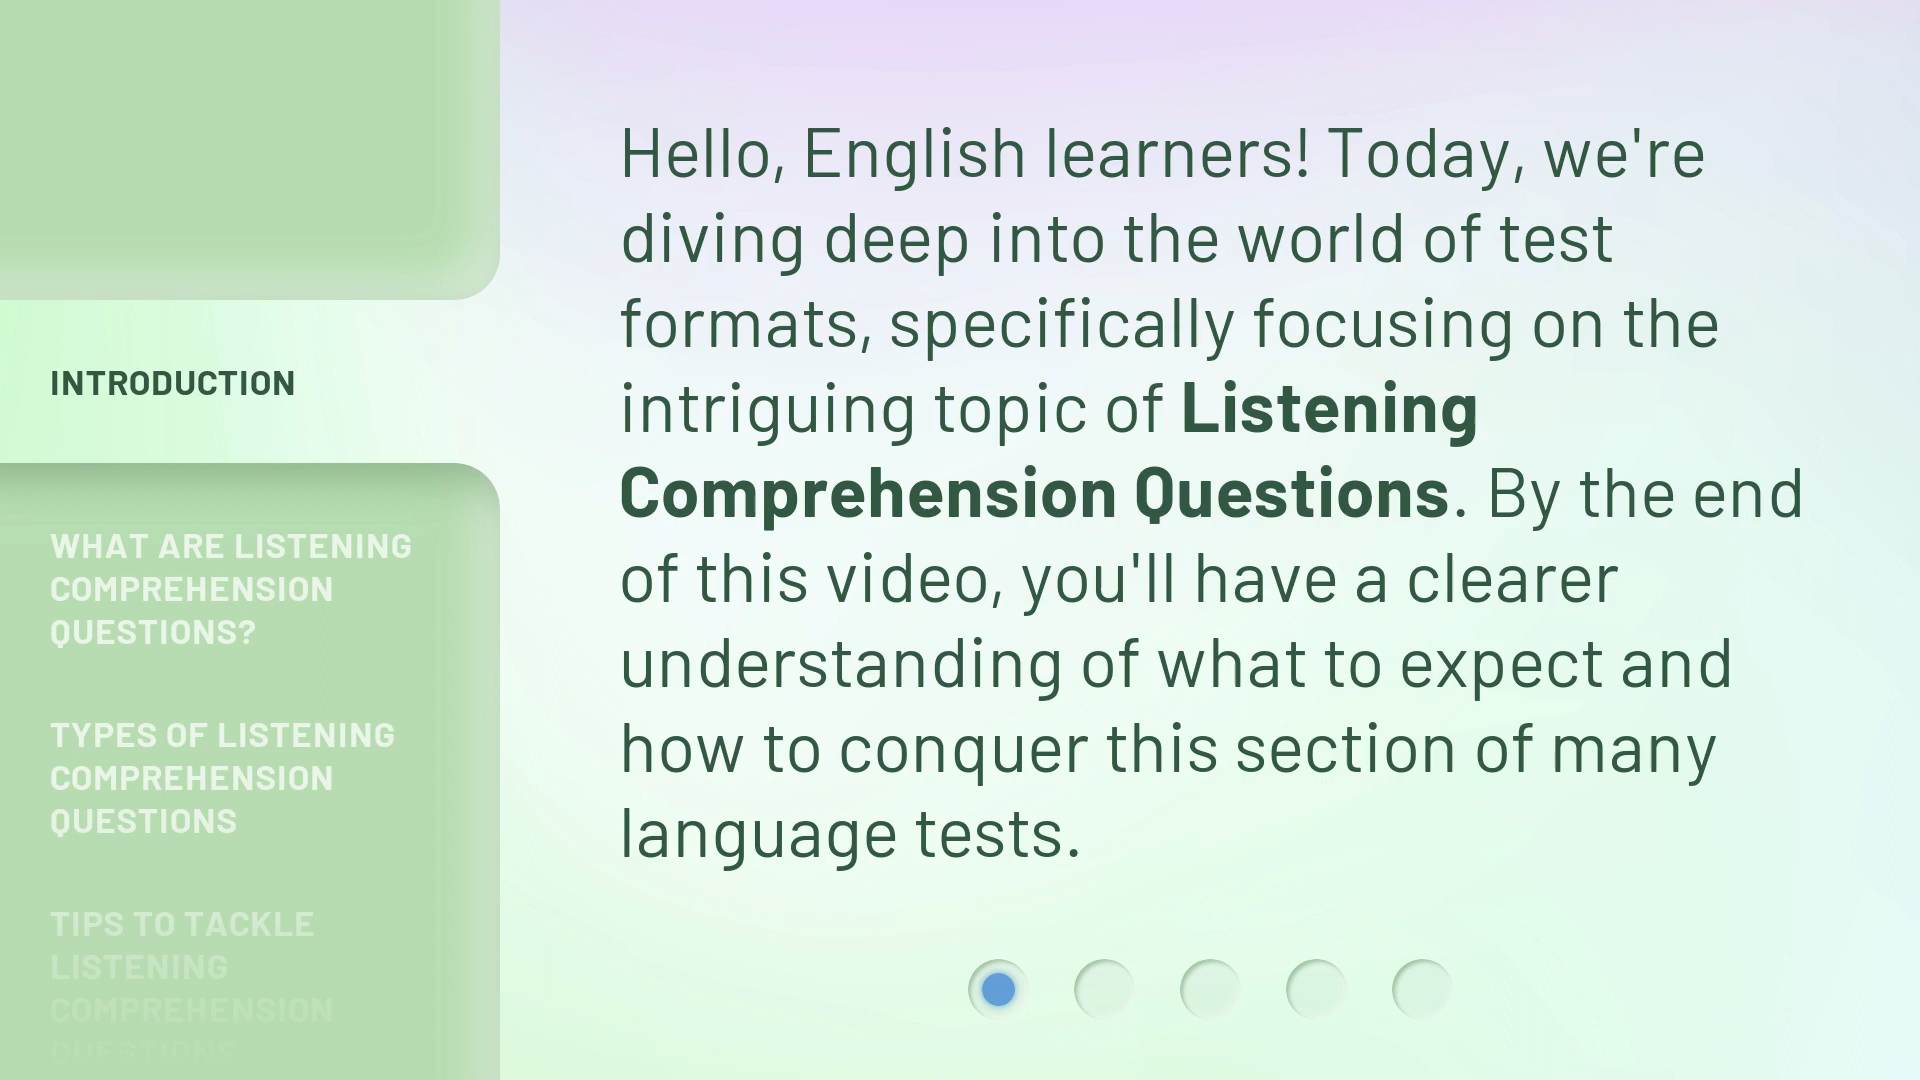 INTRODUCTION
WHAT ARE LISTENING
COMPREHENSION
QUESTIONS?
TYPES OF LISTENING
COMPREHENSION
QUESTIONS
TIPS TO TACKLE
LISTENING
COMPREHENSION
QUESTIONS
Hello, English learners! Today, we're
diving deep into the world of test
formats, specifically focusing on the
intriguing topic of Listening
Comprehension Questions. By the end
of this video, you'll have a clearer
understanding of what to expect and
how to conquer this section of many
language tests.